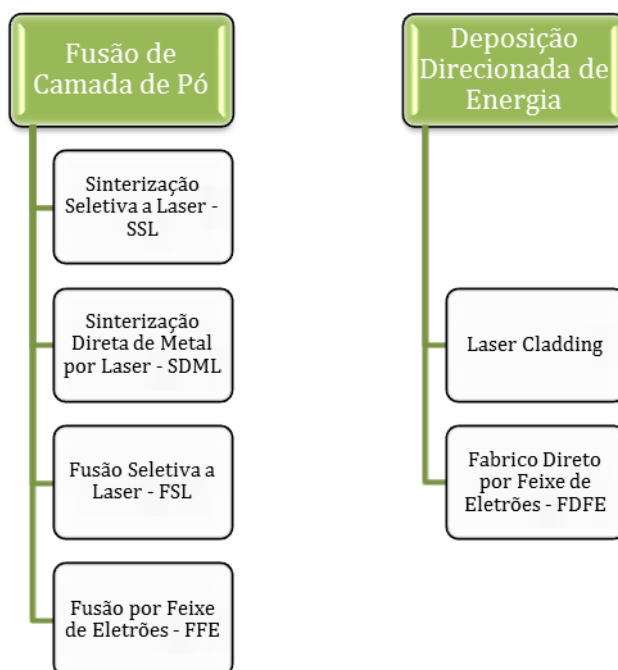 Fusão de
Camada de Pó
Sinterização
Seletiva a Laser -
SSL
Sinterização
Direta de Metal
por Laser - SDML
Fusão Seletiva a
Laser - FSL
Fusão por Feixe
de Eletrões - FFE
Deposição
Direcionada de
Energia
Laser Cladding
Fabrico Direto
por Feixe de
Eletrões - FDFE